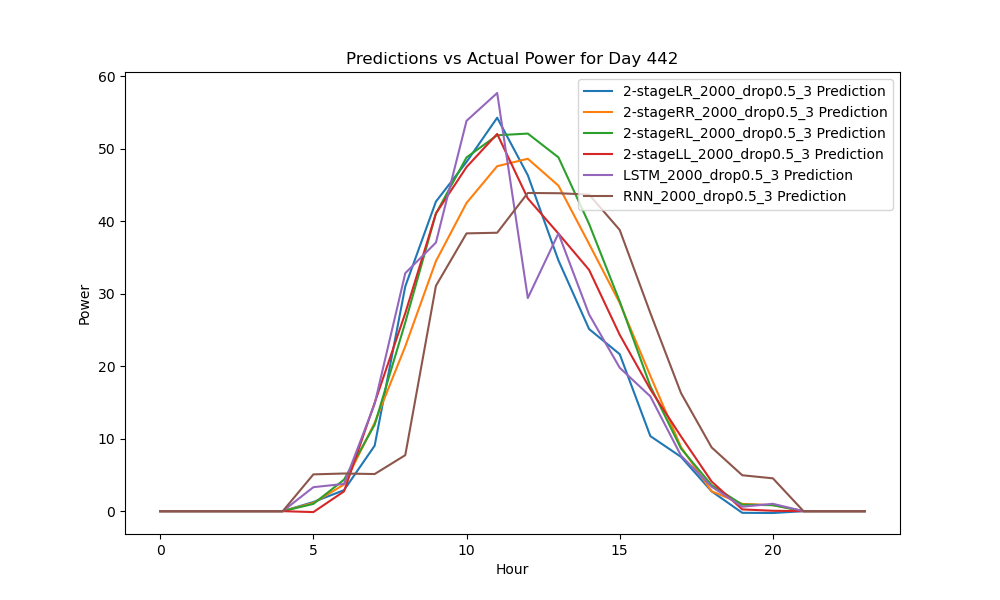 Predictions vs Actual Power for Day 442
2-stageLR_2000_drop0.5_3 Prediction
2-stageRR_2000_drop0.5_3 Prediction
2-stageRL_2000_drop0.5_3 Prediction
2-stageLL_2000_drop0.5_3 Prediction
LSTM_2000_drop0.5_3 Prediction
RNN_2000_drop0.5_3 Prediction
Power
60
50
40
30
20
10
0
0 5 10 15 20
Hour